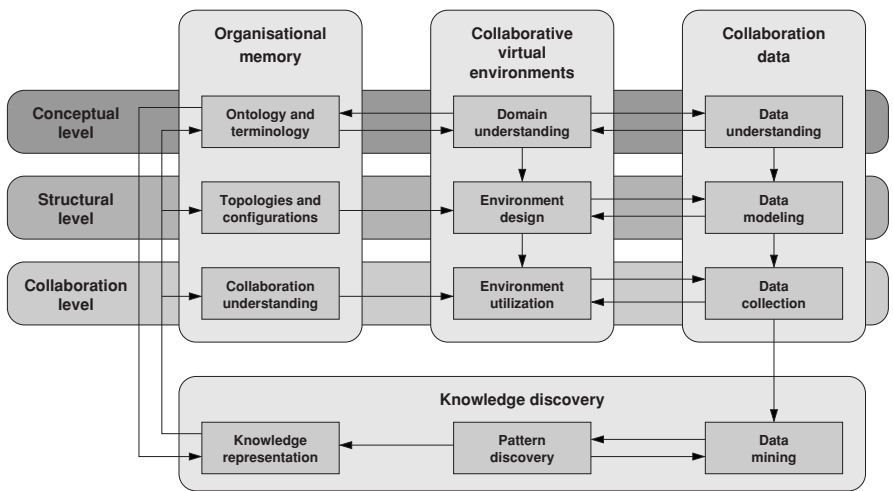 Organisational
memory
Collaborative
virtual
environments
Collaboration
data
Conceptual
level
Ontology and
terminology
Domain
understanding
Data
understanding
Structural
level
Topologies and
configurations
Environment
design
Data
modeling
Collaboration
level
Collaboration
understanding
Environment
utilization
Data
collection
Knowledge discovery
Knowledge
representation
Pattern
discovery
Data
mining